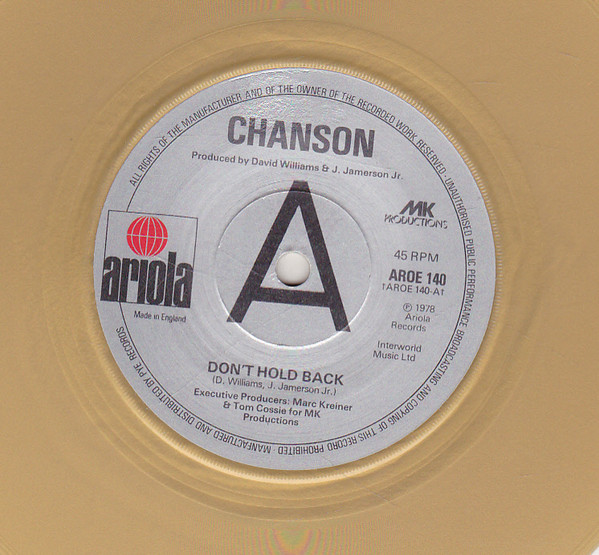 ALL RIGHTS OF THE MANUFACTURER AND OF THE OWNER OF THE RECORDED WORK RESERVED · UNAUTHORISED PUBLIC PERFORMANCE BROADCASTING AND COPYING OF THIS RECORD PROHIBITED · MANUFACTURED AND DISTRIBUTED BY PYE RECORDS
CHANSON
Produced by David Williams & J. Jamerson Jr.
A
MK
PRODUCTIONS
ariola
Made in England
45 RPM
AROE 140
†AROE 140-A†
℗ 1978
Ariola
Records
Interworld
Music Ltd
DON'T HOLD BACK
(D. Williams, J. Jamerson Jr.)
Executive Producers: Marc Kreiner
& Tom Cossie for MK
Productions